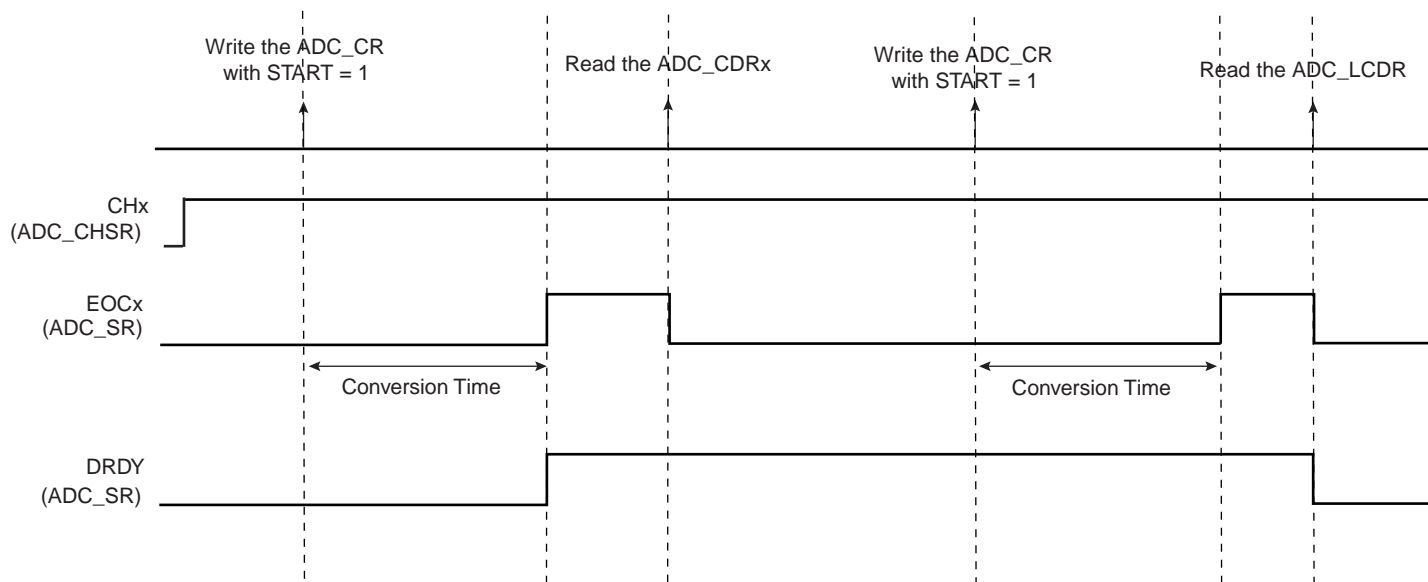 Write the ADC_CR
with START = 1
Read the ADC_CDRx
Write the ADC_CR
with START = 1
Read the ADC_LCDR
CHx
(ADC_CHSR)
EOCx
(ADC_SR)
Conversion Time
Conversion Time
DRDY
(ADC_SR)